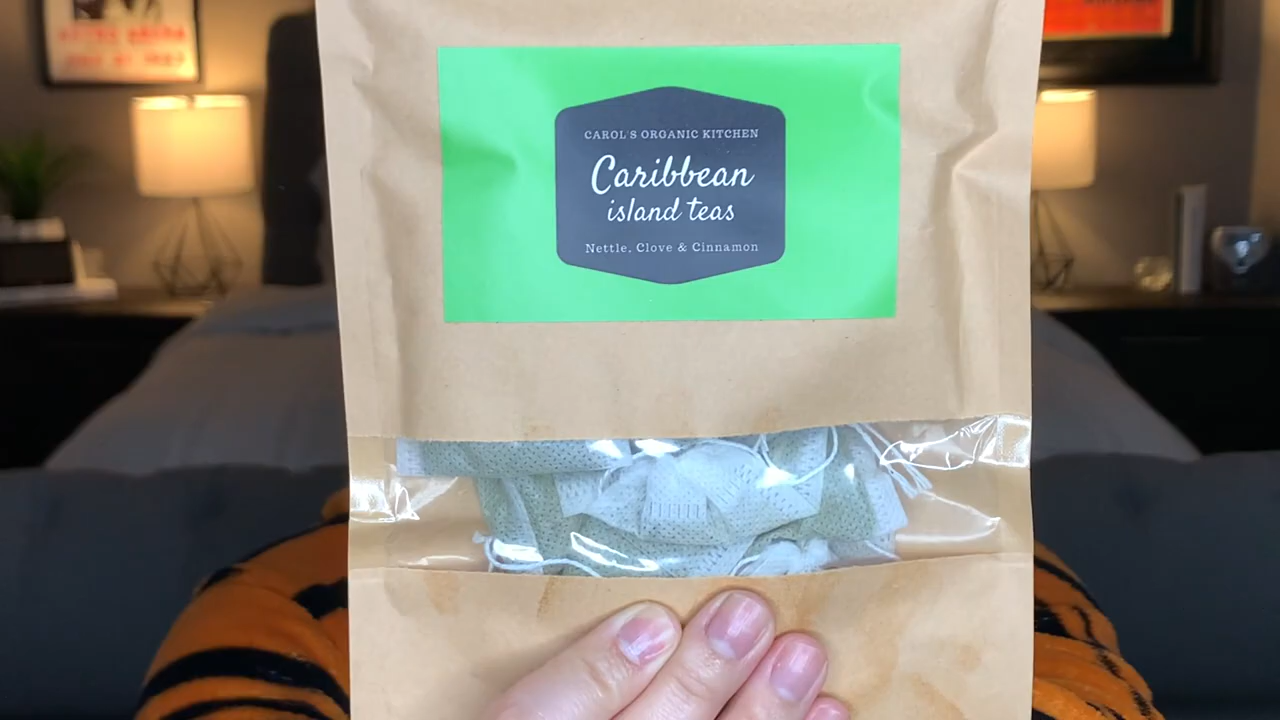 CAROL'S ORGANIC KITCHEN
Caribbean
island teas
Nettle, Clove & Cinnamon